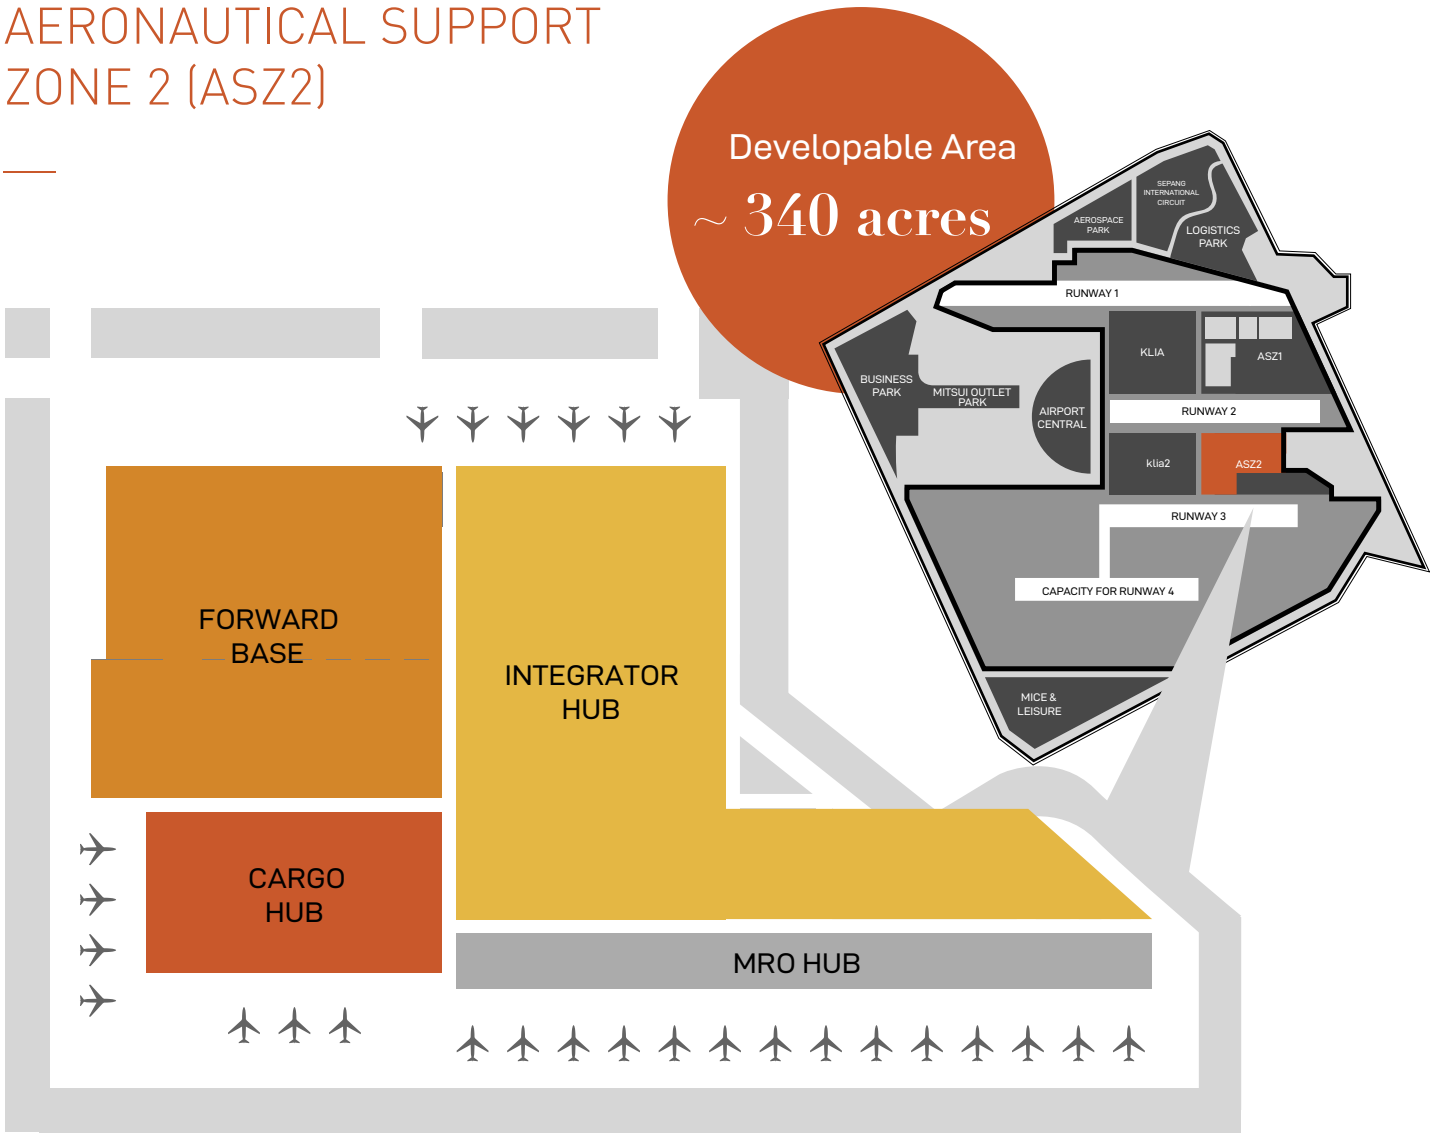 AERONAUTICAL SUPPORT
ZONE 2 (ASZ2)
Developable Area
~ 340 acres
SEPANG
INTERNATIONAL
CIRCUIT
AEROSPACE
PARK
LOGISTICS
PARK
RUNWAY 1
KLIA
ASZ1
BUSINESS
PARK
MITSUI OUTLET
PARK
AIRPORT
CENTRAL
RUNWAY 2
klia2
ASZ2
RUNWAY 3
CAPACITY FOR RUNWAY 4
MICE &
LEISURE
FORWARD
BASE
INTEGRATOR
HUB
CARGO
HUB
MRO HUB